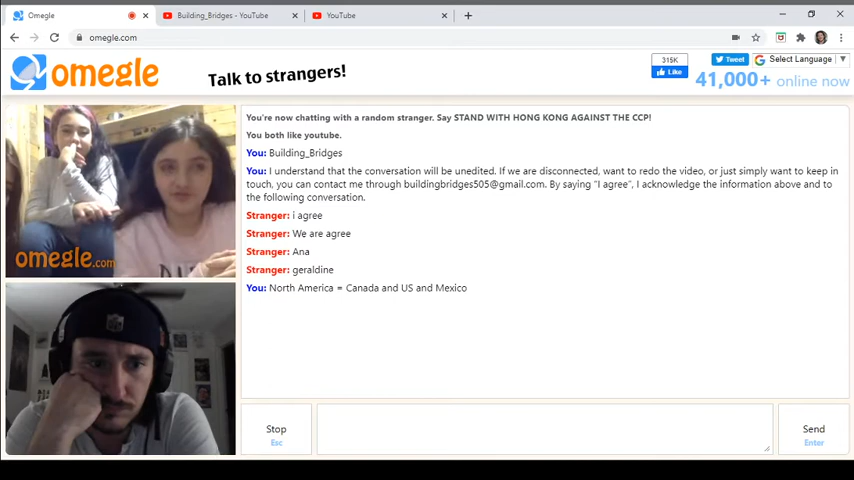 Omegle
Building_Bridges - YouTube
YouTube
omegle.com
omegle
Talk to strangers!
315K
Like
Tweet
Select Language
41,000+ online now
You're now chatting with a random stranger. Say STAND WITH HONG KONG AGAINST THE CCP!
You both like youtube.
You: Building_Bridges
You: I understand that the conversation will be unedited. If we are disconnected, want to redo the video, or just simply want to keep in
touch, you can contact me through buildingbridges505@gmail.com. By saying "I agree", I acknowledge the information above and to
the following conversation.
Stranger: i agree
Stranger: We are agree
Stranger: Ana
Stranger: geraldine
You: North America = Canada and US and Mexico
omegle.com
Stop
Esc
Send
Enter